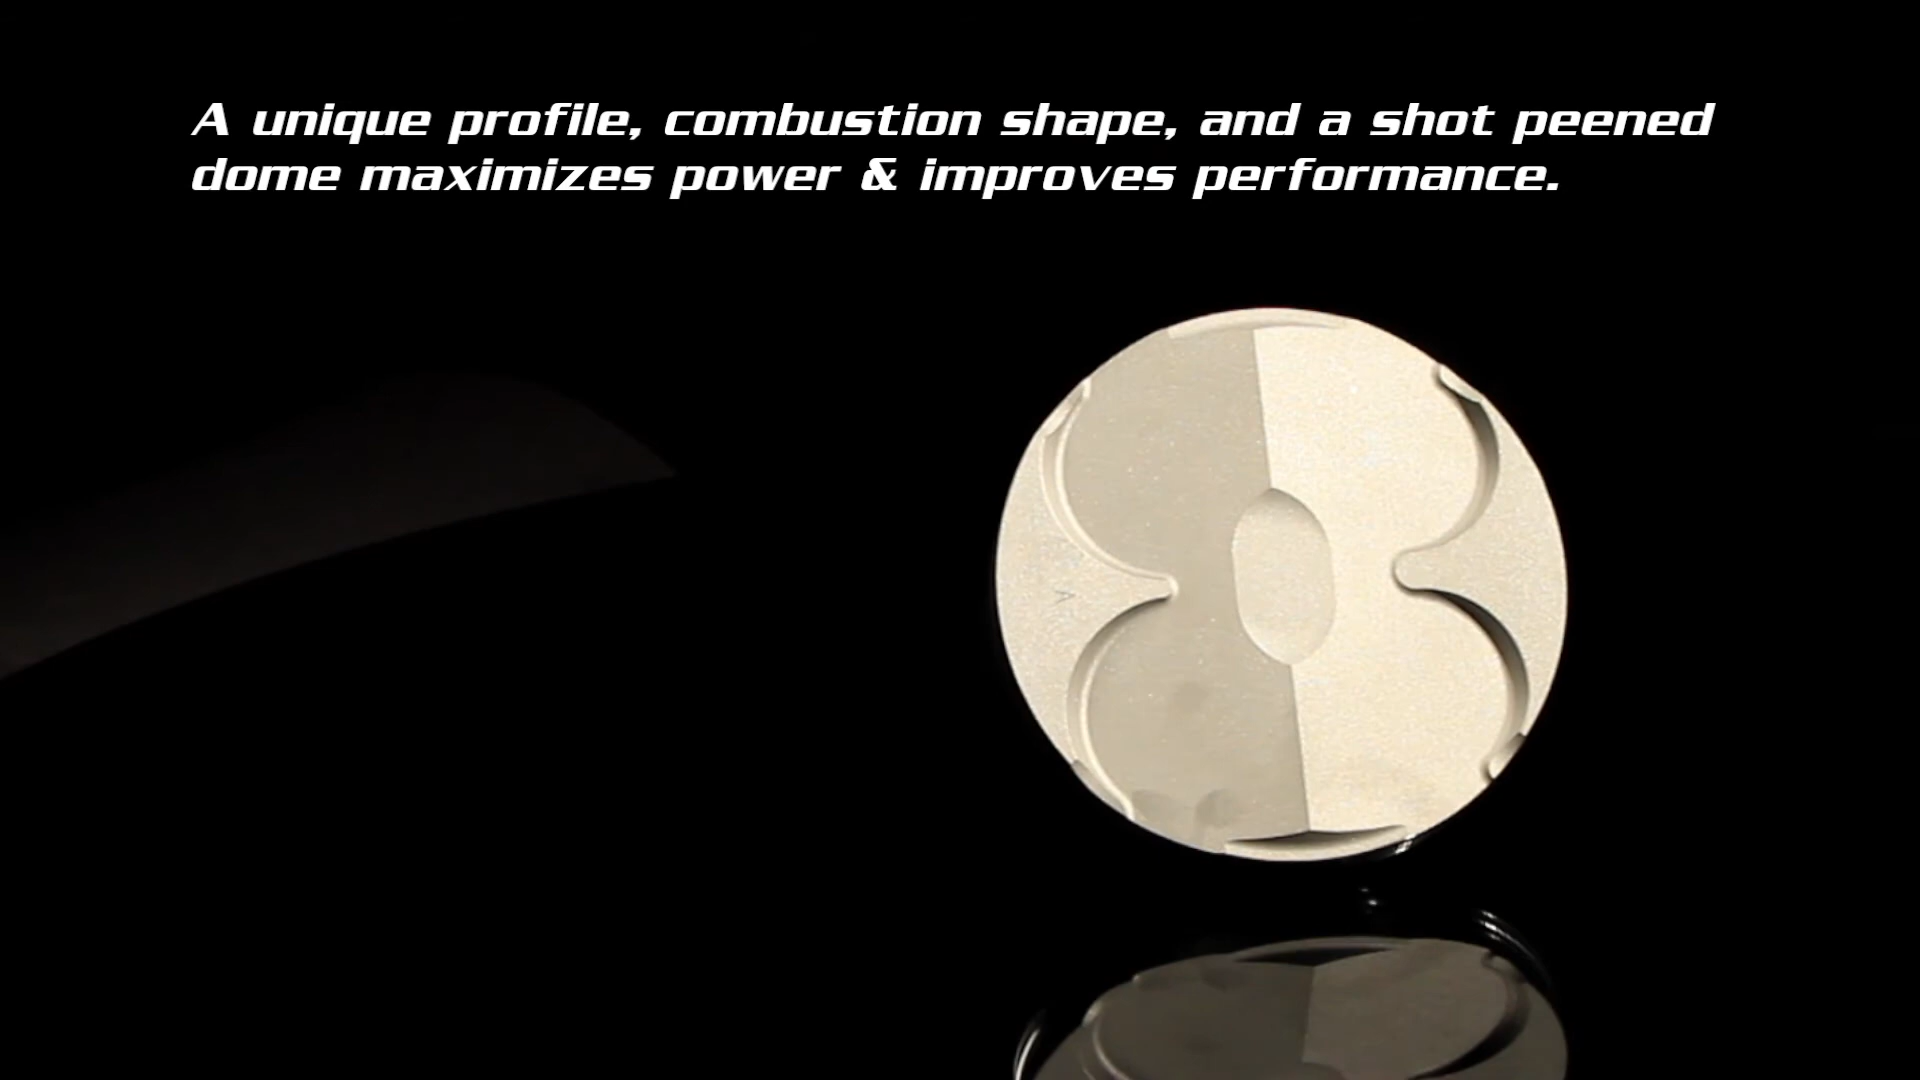 A unique profile, combustion shape, and a shot peened
dome maximizes power & improves performance.